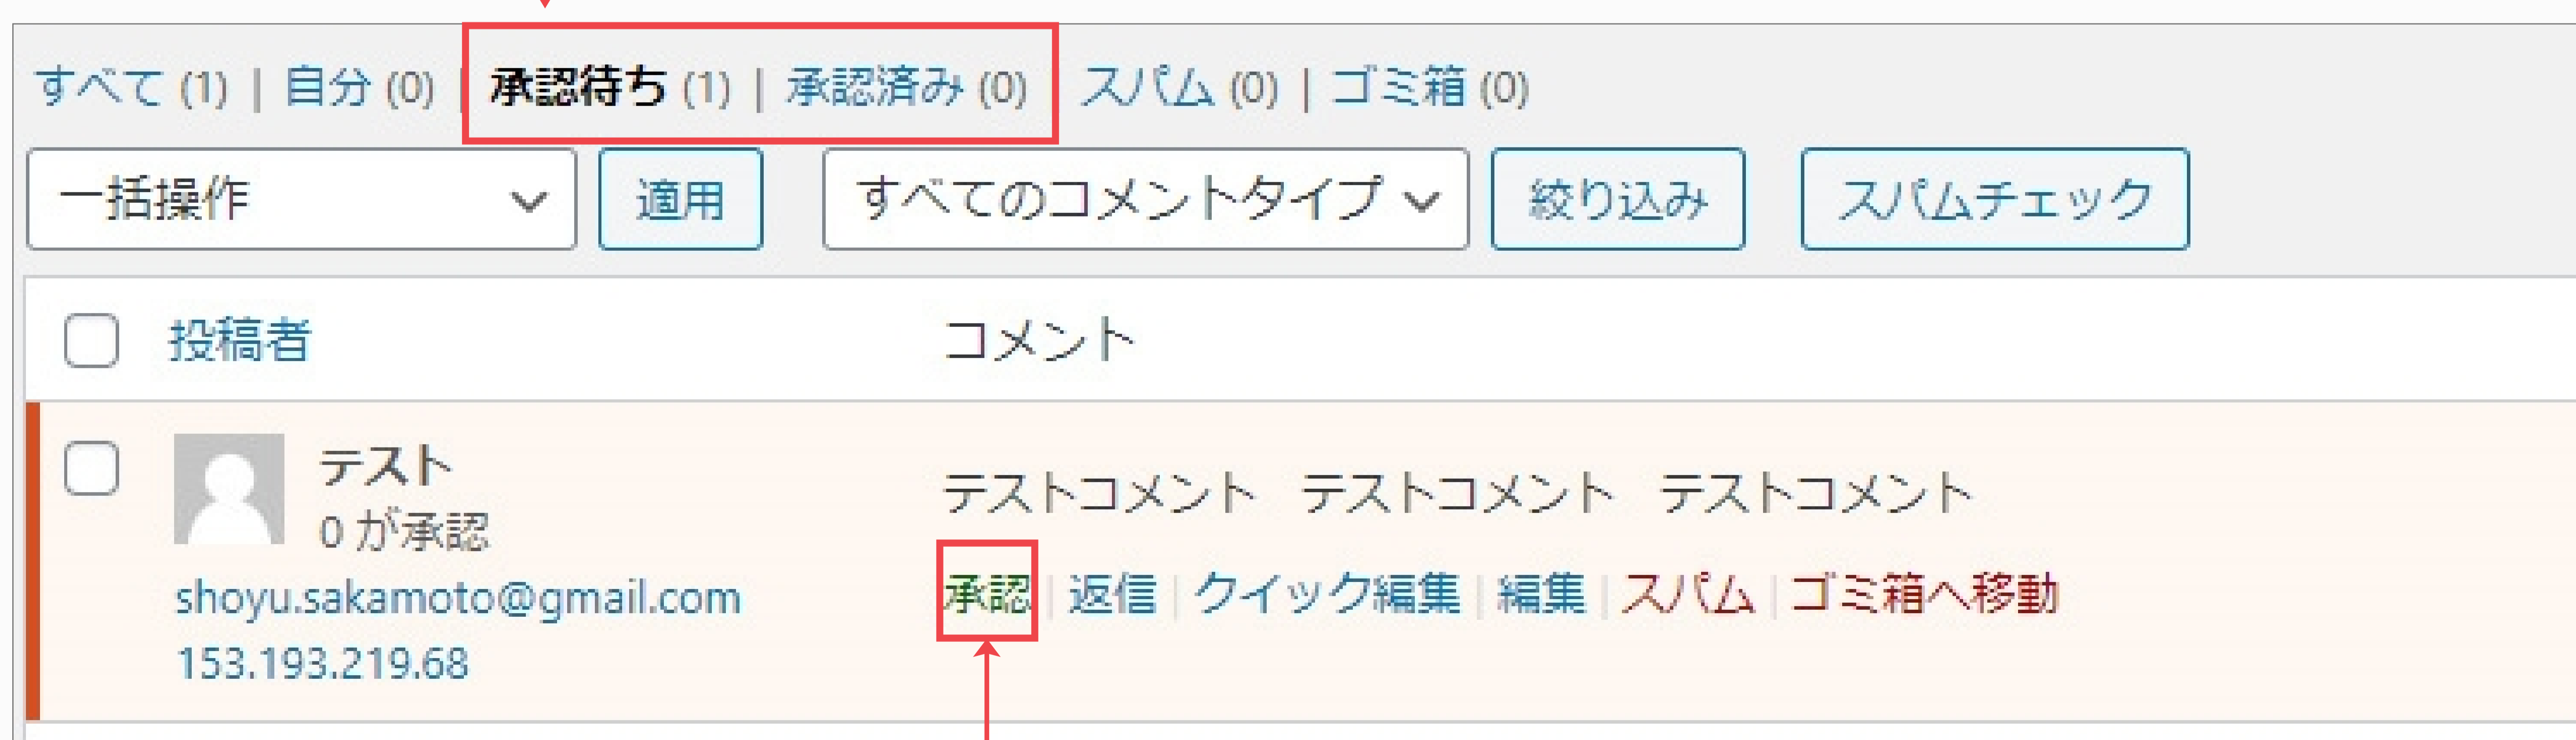 すべて (1) | 自分 (0) | 承認待ち (1) | 承認済み (0) スパム (0) | ゴミ箱 (0)
一括操作 適用 すべてのコメントタイプ 絞り込み スパムチェック
投稿者 コメント
テスト
0 が承認
shoyu.sakamoto@gmail.com
153.193.219.68
テストコメント テストコメント テストコメント
承認 | 返信 | クイック編集 | 編集 | スパム | ゴミ箱へ移動